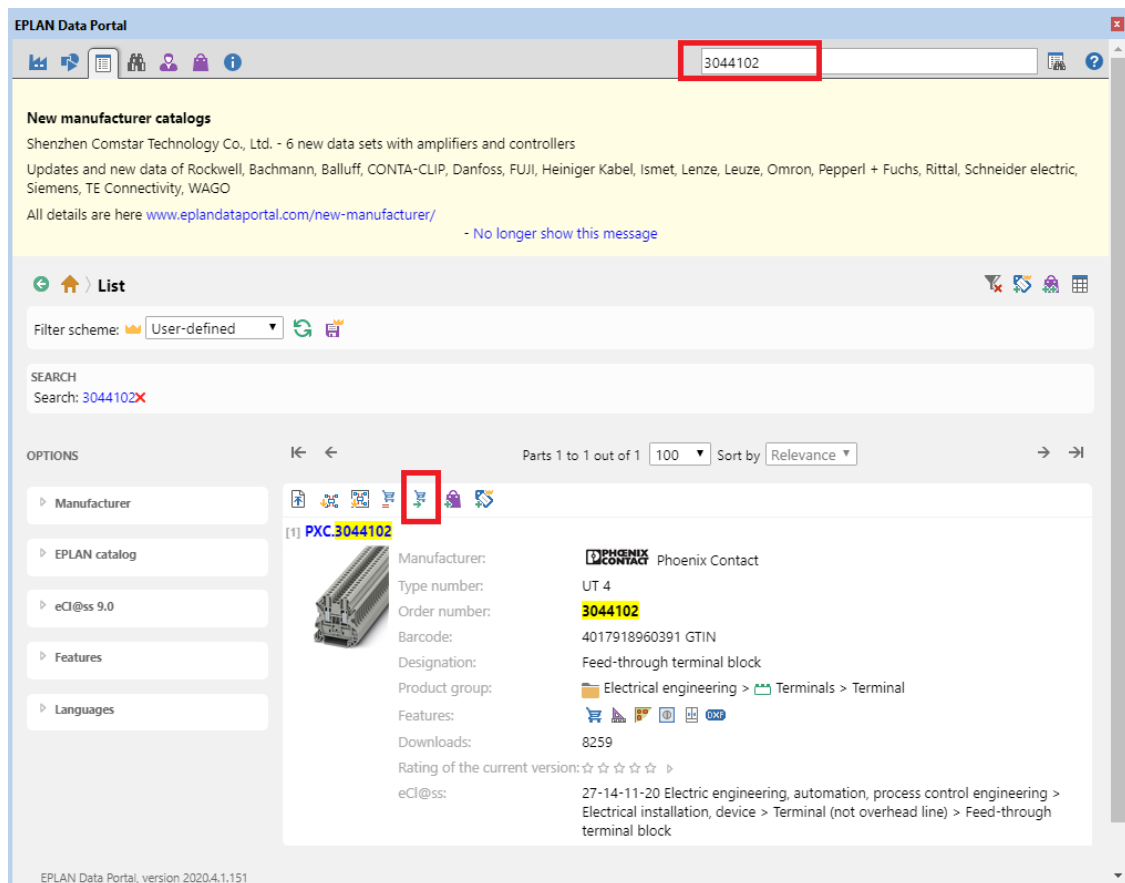 EPLAN Data Portal
3044102
New manufacturer catalogs
Shenzhen Comstar Technology Co., Ltd. - 6 new data sets with amplifiers and controllers
Updates and new data of Rockwell, Bachmann, Balluff, CONTA-CLIP, Danfoss, FUJI, Heiniger Kabel, Ismet, Lenze, Leuze, Omron, Pepperl + Fuchs, Rittal, Schneider electric,
Siemens, TE Connectivity, WAGO
All details are here www.eplandataportal.com/new-manufacturer/
- No longer show this message
List
Filter scheme: User-defined
SEARCH
Search: 3044102
OPTIONS
Parts 1 to 1 out of 1 100 Sort by Relevance
Manufacturer
EPLAN catalog
eCl@ss 9.0
Features
Languages
[1] PXC.3044102
Manufacturer: PHŒNIX CONTACT Phoenix Contact
Type number: UT 4
Order number: 3044102
Barcode: 4017918960391 GTIN
Designation: Feed-through terminal block
Product group: Electrical engineering > Terminals > Terminal
Features: DXF
Downloads: 8259
Rating of the current version:
eCl@ss: 27-14-11-20 Electric engineering, automation, process control engineering >
Electrical installation, device > Terminal (not overhead line) > Feed-through
terminal block
EPLAN Data Portal, version 2020.4.1.151